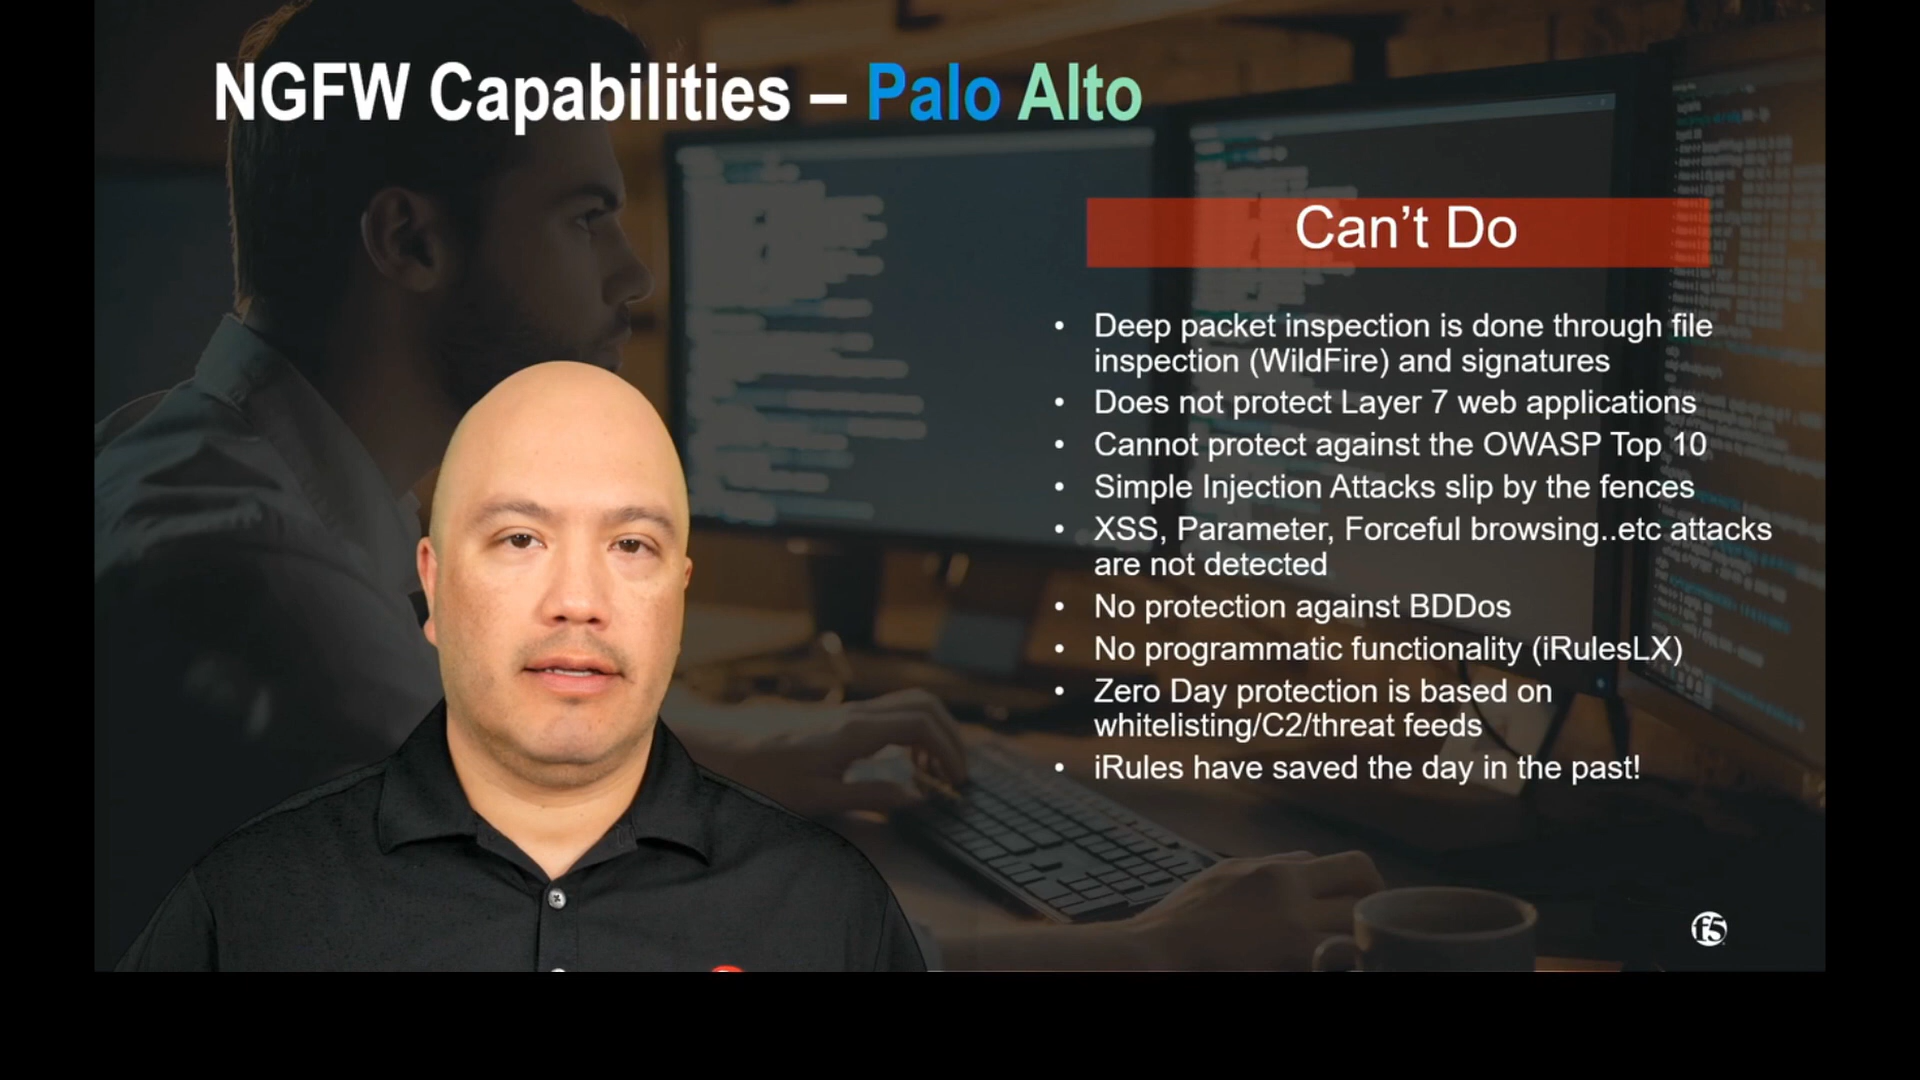 NGFW Capabilities – Palo Alto
Can't Do
• Deep packet inspection is done through file
inspection (WildFire) and signatures
• Does not protect Layer 7 web applications
• Cannot protect against the OWASP Top 10
• Simple Injection Attacks slip by the fences
• XSS, Parameter, Forceful browsing..etc attacks
are not detected
• No protection against BDDos
• No programmatic functionality (iRulesLX)
• Zero Day protection is based on
whitelisting/C2/threat feeds
• iRules have saved the day in the past!
f5